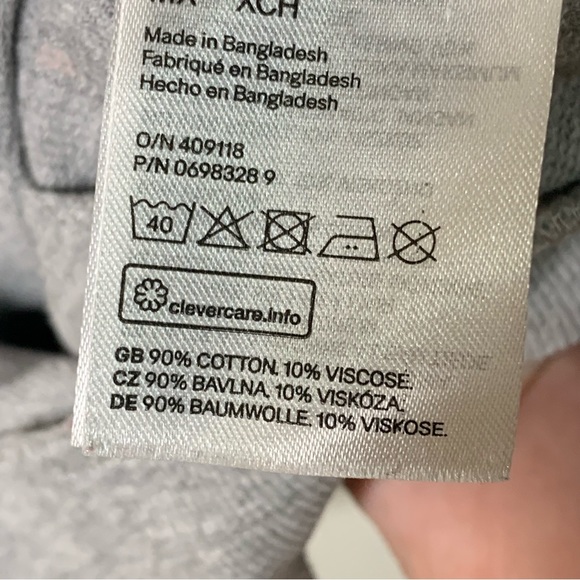 XCH
Made in Bangladesh
Fabriqué en Bangladesh
Hecho en Bangladesh
O/N 409118
P/N 0698328 9
40
clevercare.info
GB 90% COTTON. 10% VISCOSE.
CZ 90% BAVLNA. 10% VISKÓZA.
DE 90% BAUMWOLLE. 10% VISKOSE.